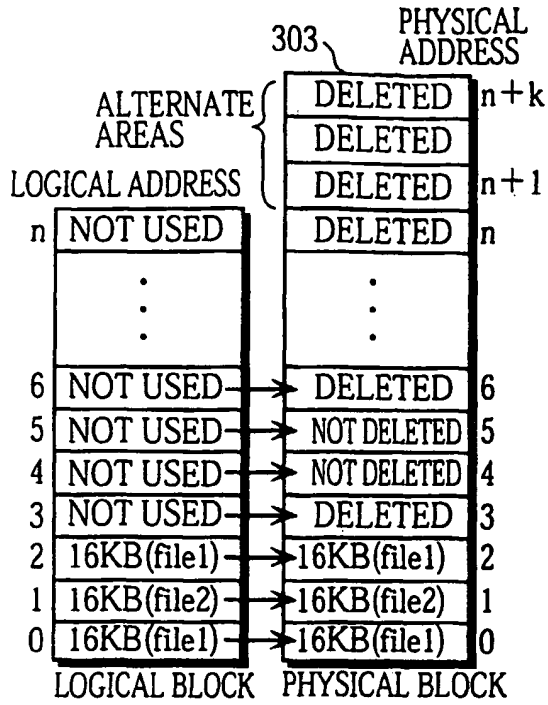 303
PHYSICAL
ADDRESS
ALTERNATE
AREAS
DELETED n+k
DELETED
LOGICAL ADDRESS
DELETED n+1
n NOT USED DELETED n
6 NOT USED DELETED 6
5 NOT USED NOT DELETED 5
4 NOT USED NOT DELETED 4
3 NOT USED DELETED 3
2 16KB(file1) 16KB(file1) 2
1 16KB(file2) 16KB(file2) 1
0 16KB(file1) 16KB(file1) 0
LOGICAL BLOCK PHYSICAL BLOCK